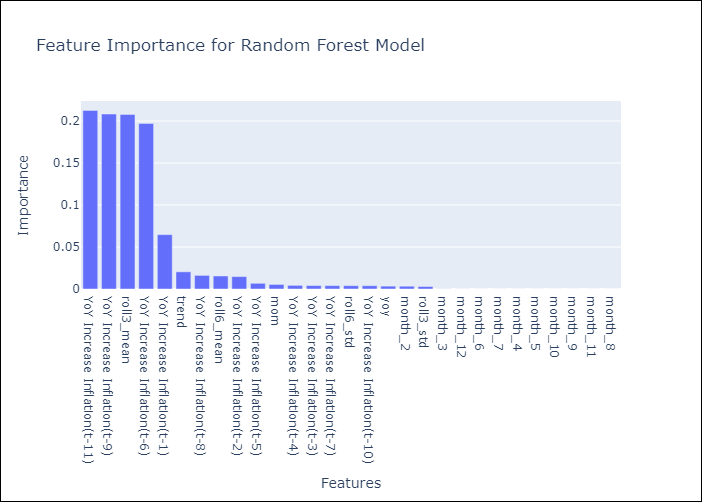 Feature Importance for Random Forest Model
Importance
0.2
0.15
0.1
0.05
0
YoY Increase Inflation(t-11)
YoY Increase Inflation(t-9)
roll3_mean
YoY Increase Inflation(t-6)
YoY Increase Inflation(t-1)
trend
YoY Increase Inflation(t-8)
roll6_mean
YoY Increase Inflation(t-2)
YoY Increase Inflation(t-5)
mom
YoY Increase Inflation(t-4)
YoY Increase Inflation(t-3)
YoY Increase Inflation(t-7)
roll6_std
YoY Increase Inflation(t-10)
yoy
month_2
roll3_std
month_3
month_12
month_6
month_7
month_4
month_5
month_10
month_9
month_11
month_8
Features